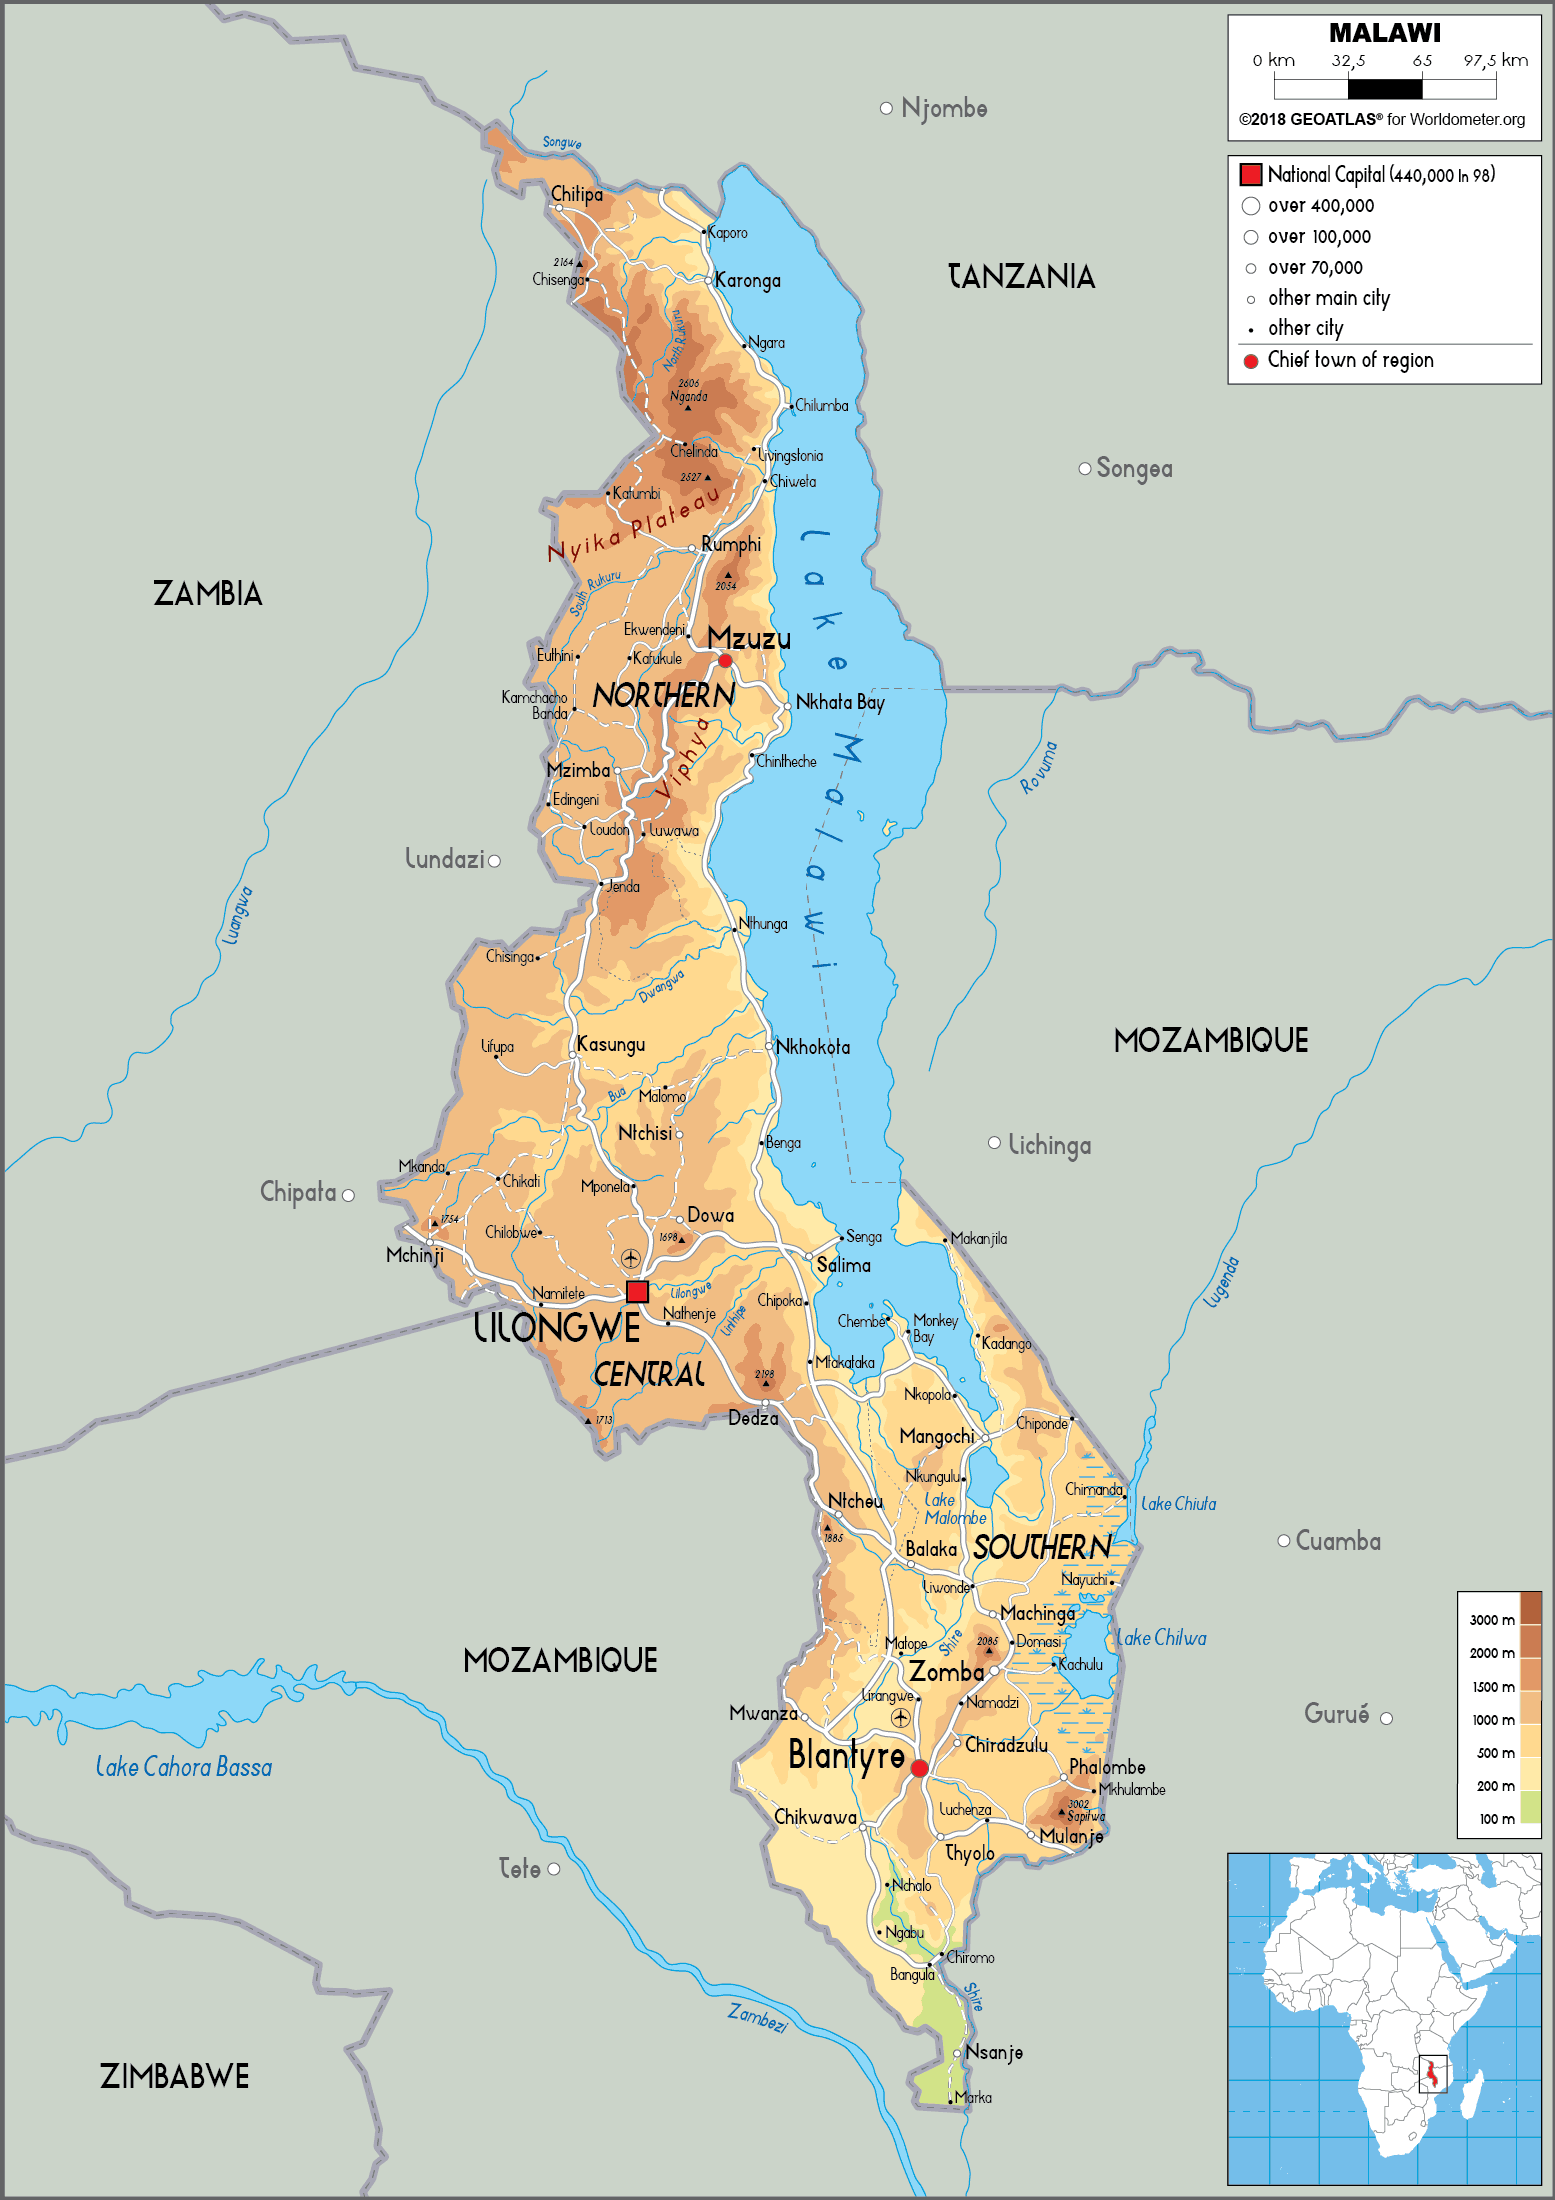 MALAWI
0 km 32,5 65 97,5 km
©2018 GEOATLAS® for Worldometer.org
National Capital (440,000 In 98)
over 400,000
over 100,000
over 70,000
other main city
other city
Chief town of region
Njombe
Songwe
Chitipa
Kaporo
2164
Chisenga
Karonga
TANZANIA
North Rukuru
Ngara
2606
Nganda
Chilumba
Chelinda
Livingstonia
2527
Chiweta
Songea
Katumbi
Nyika Plateau
Rumphi
Lake Malawi
ZAMBIA
South Rukuru
2054
Ekwendeni
Mzuzu
Euthini
Kafukule
NORTHERN
Kamchacho
Banda
Nkhata Bay
Viphya
Chintheche
Rovuma
Mzimba
Edingeni
Loudon
Luwawa
Lundazi
Jenda
Luangwa
Nthunga
Chisinga
Dwangwa
Kasungu
Lifupa
Nkhokota
MOZAMBIQUE
Bua
Malomo
Ntchisi
Benga
Lichinga
Mkanda
Chikati
Mponela
Chipata
1754
Dowa
Chilobwe
1698
Senga
Makanjila
Mchinji
Salima
Lugenda
Namitete
Lilongwe
Chipoka
Linthipe
Nathenje
LILONGWE
Chembe
Monkey
Bay
Kadango
CENTRAL
2198
Mtakataka
Nkopola
1713
Dedza
Chiponde
Mangochi
Nkungulu
Chimanda
Lake
Malombe
Lake Chiuta
Ntcheu
1885
Balaka
SOUTHERN
Cuamba
Liwonde
Nayuchi
Machinga
Shire
Matope
2085
Domasi
Lake Chilwa
MOZAMBIQUE
Zomba
Kachulu
Lirangwe
Namadzi
Mwanza
Gurué
Chiradzulu
Blantyre
Lake Cahora Bassa
Phalombe
Mkhulambe
Luchenza
3002
Sapitwa
Chikwawa
Mulanje
Thyolo
Tete
Nchalo
Ngabu
Chiromo
Bangula
Shire
Zambezi
Nsanje
ZIMBABWE
Marka
3000 m
2000 m
1500 m
1000 m
500 m
200 m
100 m